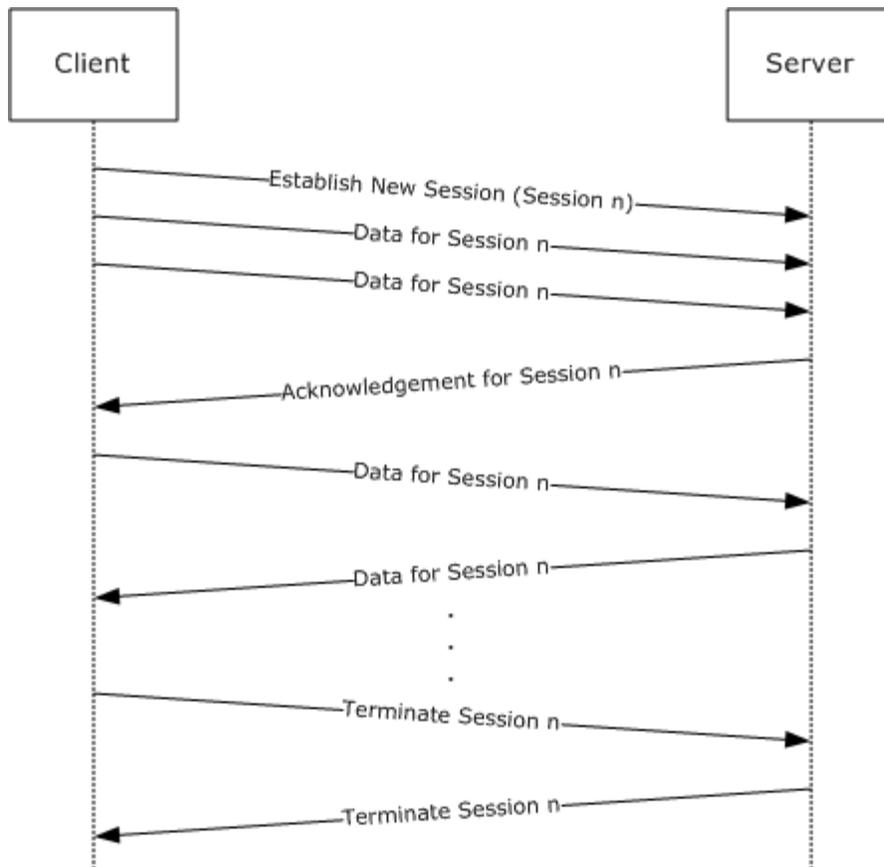 Client
Server
Establish New Session (Session n)
Data for Session n
Data for Session n
Acknowledgement for Session n
Data for Session n
Data for Session n
.
.
.
Terminate Session n
Terminate Session n